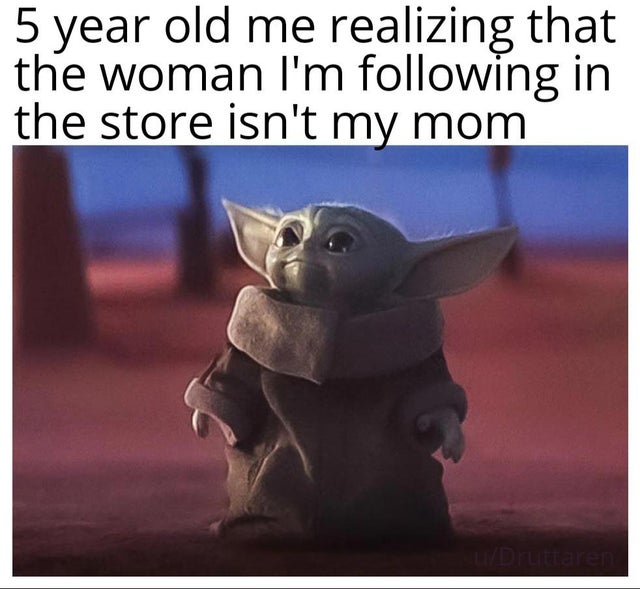 5 year old me realizing that
the woman I'm following in
the store isn't my mom
u/Druttaren